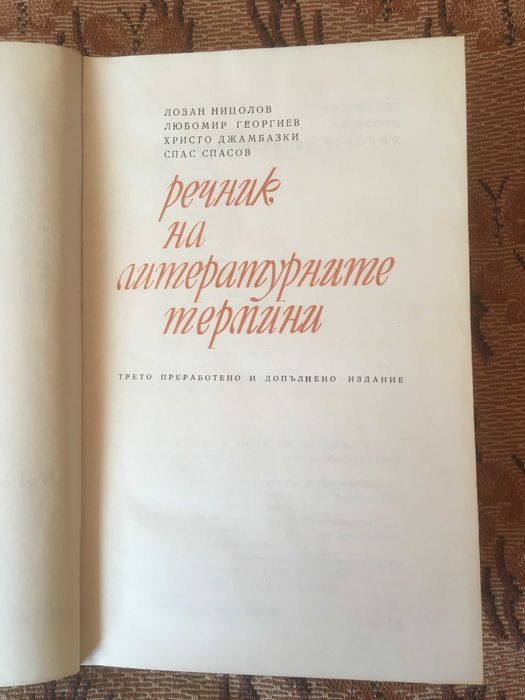 ЛОЗАН НИЦОЛОВ
ЛЮБОМИР ГЕОРГИЕВ
ХРИСТО ДЖАМБАЗКИ
СПАС СПАСОВ
речник
на
литературните
термини
ТРЕТО ПРЕРАБОТЕНО И ДОПЪЛНЕНО ИЗДАНИЕ